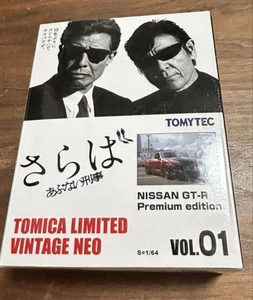 TOMYTEC
さらば
あぶない刑事
NISSAN GT-R
Premium edition
TOMICA LIMITED
VINTAGE NEO
S=1/64
VOL.01